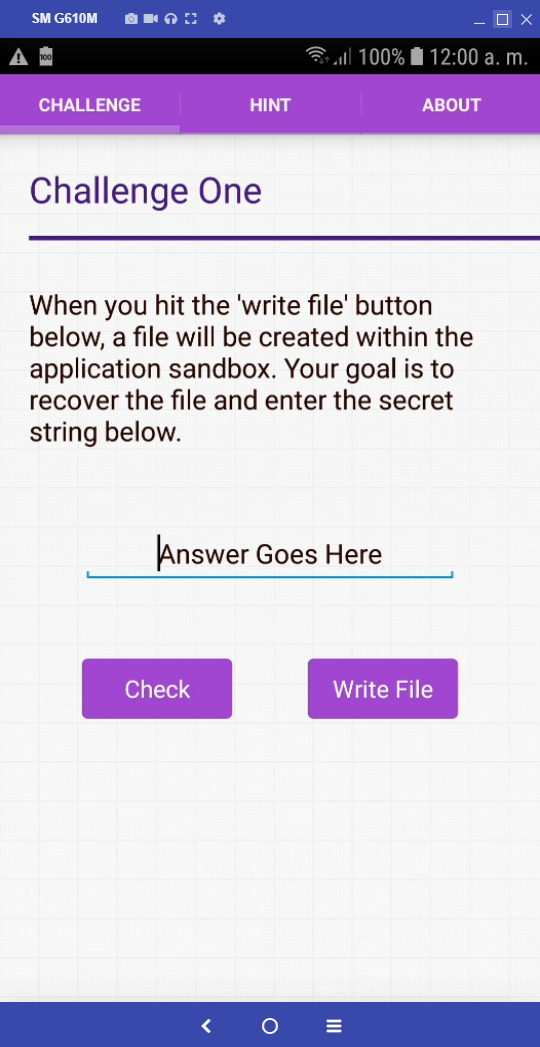 SM G610M
100% 12:00 a. m.
CHALLENGE HINT ABOUT
Challenge One
When you hit the 'write file' button
below, a file will be created within the
application sandbox. Your goal is to
recover the file and enter the secret
string below.
Answer Goes Here
Check Write File